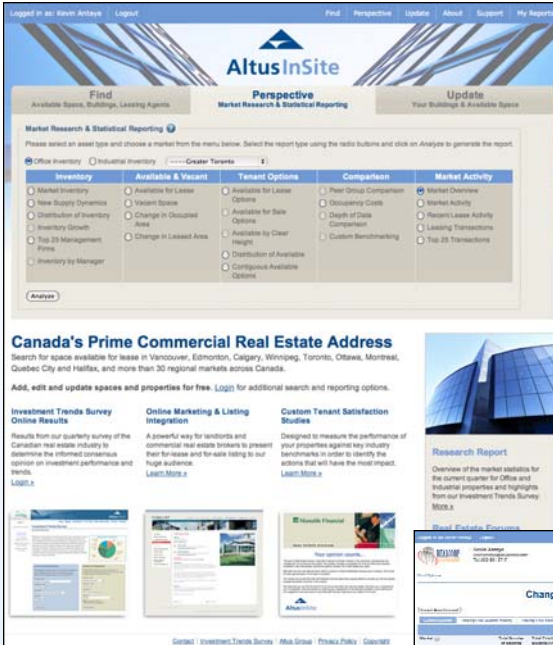 Logged in as: Kevin Antaya Logout Find Perspective Update About Support My Reports
AltusInSite
Find
Available Space, Buildings, Leasing Agents
Perspective
Market Research & Statistical Reporting
Update
Your Buildings & Available Space
Market Research & Statistical Reporting
Please select an asset type and choose a market from the menu below. Select the report type using the radio buttons and click on Analyze to generate the report.
Office Inventory Industrial Inventory ----Greater Toronto
Inventory
Market Inventory
New Supply Dynamics
Distribution of Inventory
Inventory Growth
Top 25 Management Firms
Inventory by Manager
Available & Vacant
Available for Lease
Vacant Space
Change in Occupied Area
Change in Leased Area
Tenant Options
Available for Lease Options
Available for Sale Options
Available by Clear Height
Distribution of Available
Contiguous Available Options
Comparison
Peer Group Comparison
Occupancy Costs
Depth of Data Comparison
Custom Benchmarking
Market Activity
Market Overview
Market Activity
Recent Lease Activity
Leasing Transactions
Top 25 Transactions
Analyze
Canada's Prime Commercial Real Estate Address
Search for space available for lease in Vancouver, Edmonton, Calgary, Winnipeg, Toronto, Ottawa, Montreal,
Quebec City and Halifax, and more than 30 regional markets across Canada.
Add, edit and update spaces and properties for free. Login for additional search and reporting options.
Investment Trends Survey
Online Results
Results from our quarterly survey of the
Canadian real estate industry to
determine the informed consensus
opinion on investment performance and
trends.
Login »
Online Marketing & Listing
Integration
A powerful way for landlords and
commercial real estate brokers to present
their for-lease and for-sale listing to our
huge audience.
Learn More »
Custom Tenant Satisfaction
Studies
Designed to measure the performance of
your properties against key industry
benchmarks in order to identify the
actions that will have the most impact.
Learn More »
Research Report
Overview of the market statistics for
the current quarter for Office and
Industrial properties and highlights
from our Investment Trends Survey.
More »
Real Estate Forums
Manulife Financial
Your opinion counts...
AltusInSite
Chang
Contact | Investment Trends Survey | Altus Group | Privacy Policy | Copyright